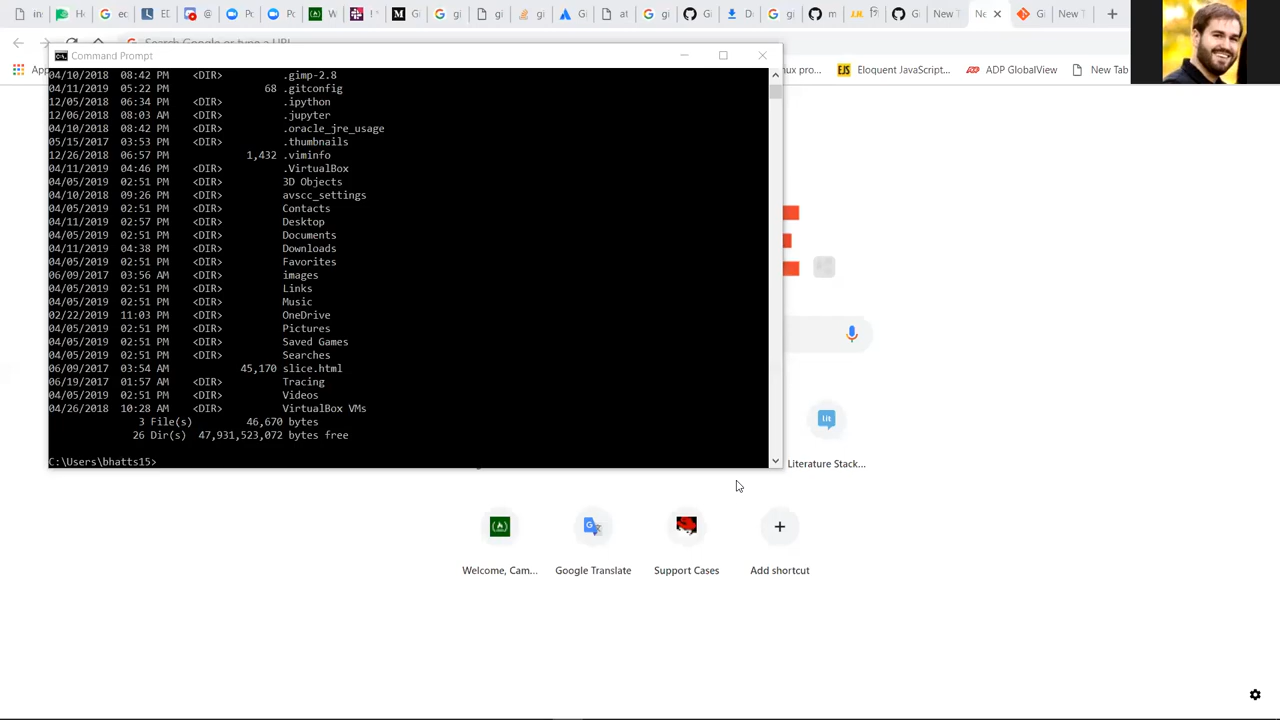 W
G
G
New T
Ne
New T
Search Google or type a URL
Command Prompt
App
nux pro...
EJS
Eloquent JavaScript...
ADP GlobalView
New Tab
04/10/2018  08:42 PM    <DIR>          .gimp-2.8
04/11/2019  05:22 PM                68 .gitconfig
12/05/2018  06:34 PM    <DIR>          .ipython
12/06/2018  08:03 AM    <DIR>          .jupyter
04/10/2018  08:42 PM    <DIR>          .oracle_jre_usage
05/15/2017  03:53 PM    <DIR>          .thumbnails
12/26/2018  06:57 PM             1,432 .viminfo
04/11/2019  04:46 PM    <DIR>          .VirtualBox
04/05/2019  02:51 PM    <DIR>          3D Objects
04/10/2018  09:26 PM    <DIR>          avscc_settings
04/05/2019  02:51 PM    <DIR>          Contacts
04/11/2019  02:57 PM    <DIR>          Desktop
04/05/2019  02:51 PM    <DIR>          Documents
04/11/2019  04:38 PM    <DIR>          Downloads
04/05/2019  02:51 PM    <DIR>          Favorites
06/09/2017  03:56 AM    <DIR>          images
04/05/2019  02:51 PM    <DIR>          Links
04/05/2019  02:51 PM    <DIR>          Music
02/22/2019  11:03 PM    <DIR>          OneDrive
04/05/2019  02:51 PM    <DIR>          Pictures
04/05/2019  02:51 PM    <DIR>          Saved Games
04/05/2019  02:51 PM    <DIR>          Searches
06/09/2017  03:54 AM            45,170 slice.html
06/19/2017  01:57 AM    <DIR>          Tracing
04/05/2019  02:51 PM    <DIR>          Videos
04/26/2018  10:28 AM    <DIR>          VirtualBox VMs
3 File(s)         46,670 bytes
26 Dir(s)  47,931,523,072 bytes free
C:\Users\bhatts15>
lit
Literature Stack...
Welcome, Cam...
Google Translate
Support Cases
Add shortcut